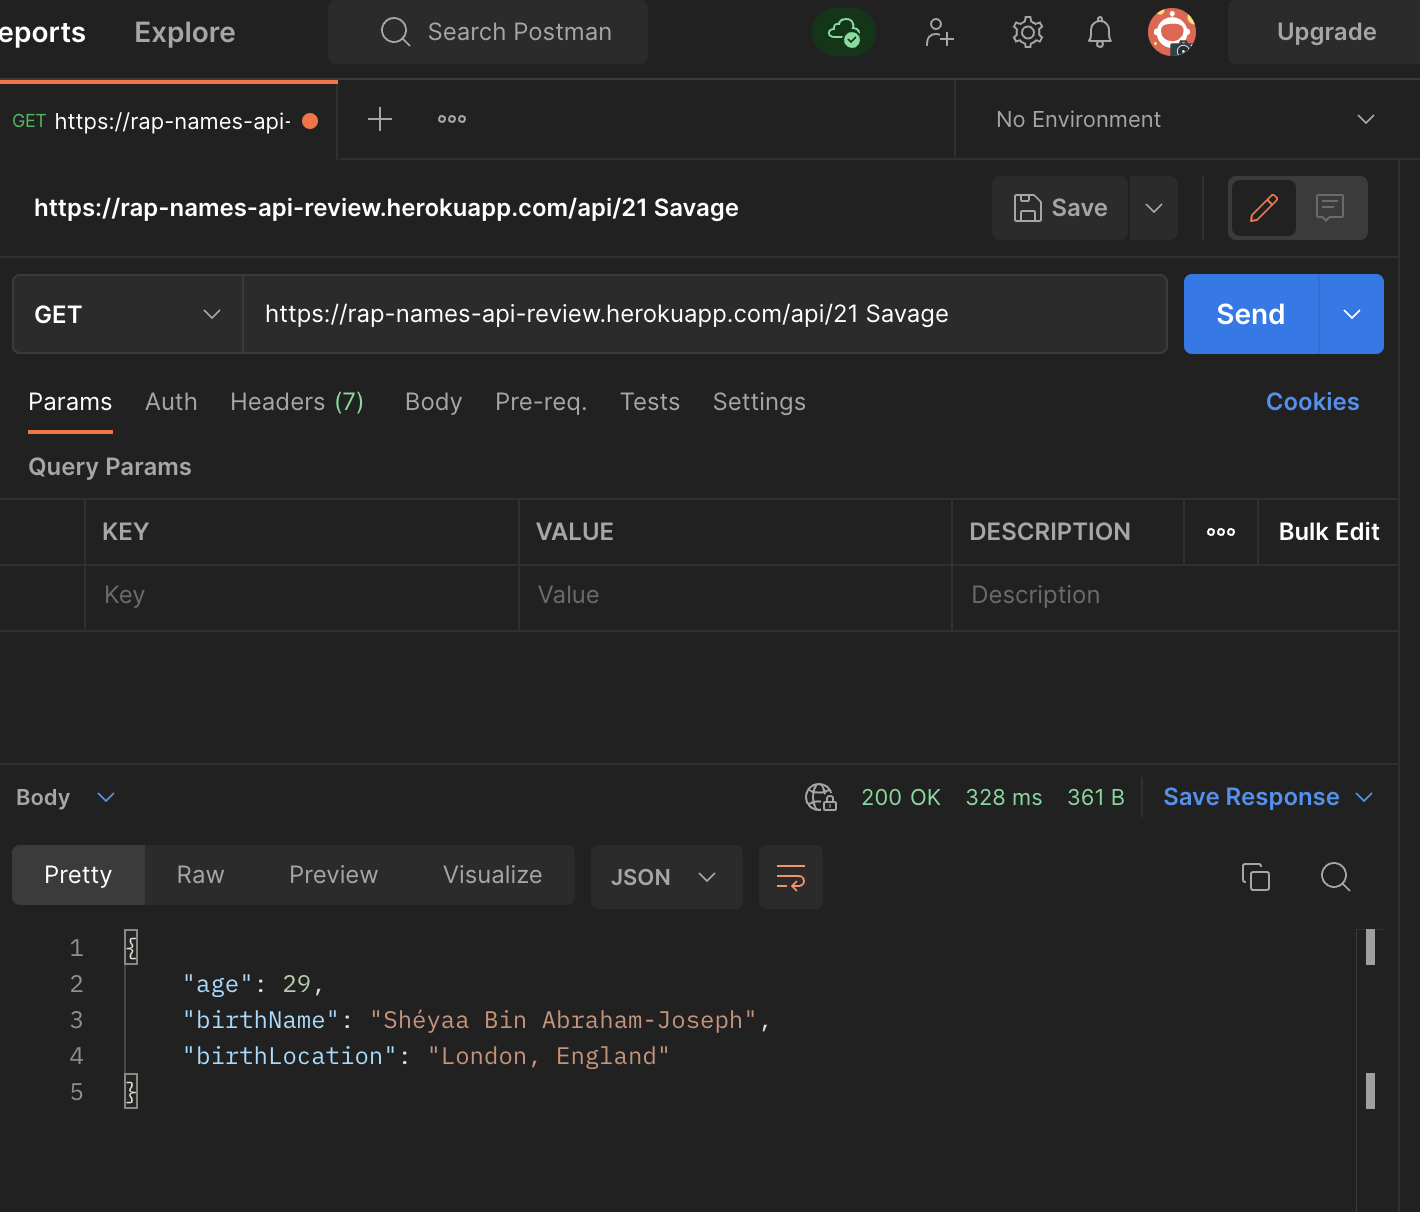 eports Explore Search Postman Upgrade
GET https://rap-names-api- No Environment
https://rap-names-api-review.herokuapp.com/api/21 Savage Save
GET https://rap-names-api-review.herokuapp.com/api/21 Savage Send
Params Auth Headers (7) Body Pre-req. Tests Settings Cookies
Query Params
KEY VALUE DESCRIPTION Bulk Edit
Key Value Description
Body 200 OK 328 ms 361 B Save Response
Pretty Raw Preview Visualize JSON
1 {
2 "age": 29,
3 "birthName": "Shéyaa Bin Abraham-Joseph",
4 "birthLocation": "London, England"
5 }